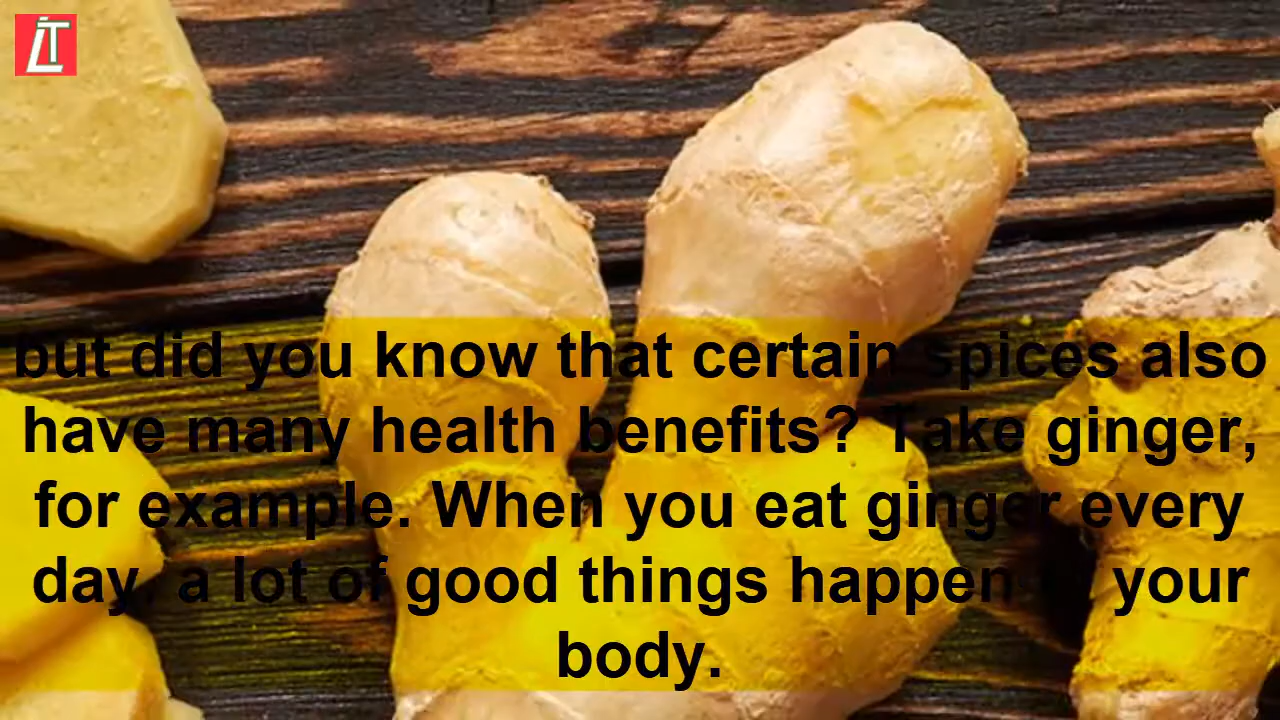 LT
but did you know that certain spices also
have many health benefits? Take ginger,
for example. When you eat ginger every
day, a lot of good things happen your
body.